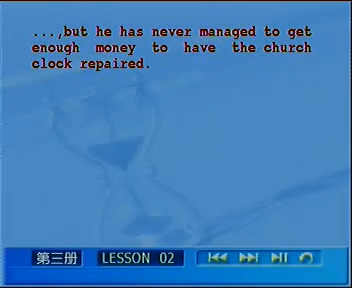 ...,but he has never managed to get
enough money to have the church
clock repaired.
第三册 LESSON 02